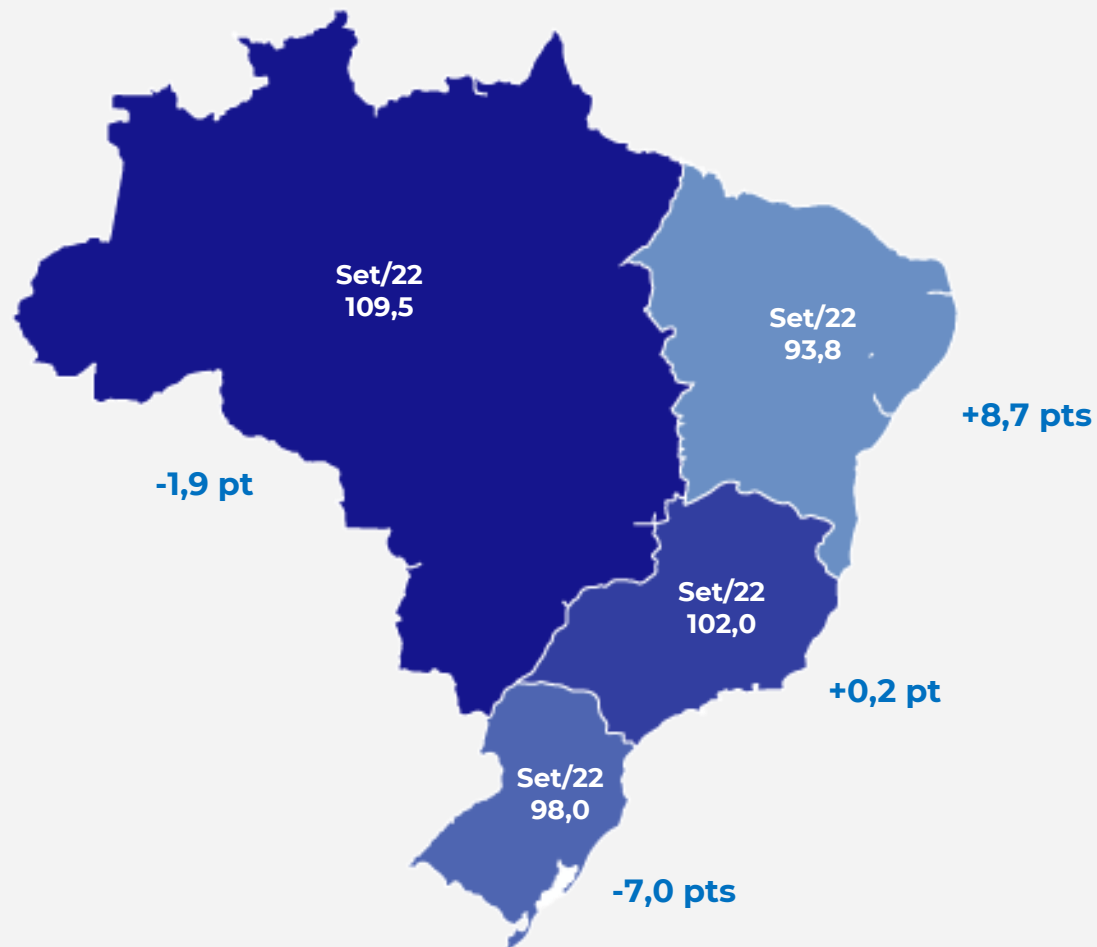 Set/22
109,5
Set/22
93,8
+8,7 pts
-1,9 pt
Set/22
102,0
+0,2 pt
Set/22
98,0
-7,0 pts